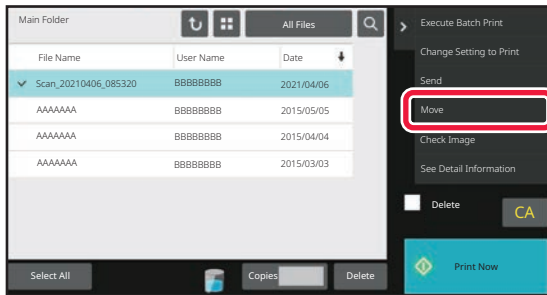 Main Folder
All Files
File Name User Name Date
Scan_20210406_085320 BBBBBBBB 2021/04/06
AAAAAAA BBBBBBBB 2015/05/05
AAAAAAA BBBBBBBB 2015/04/04
AAAAAAA BBBBBBBB 2015/03/03
Select All Copies Delete
Execute Batch Print
Change Setting to Print
Send
Move
Check Image
See Detail Information
Delete
CA
Print Now